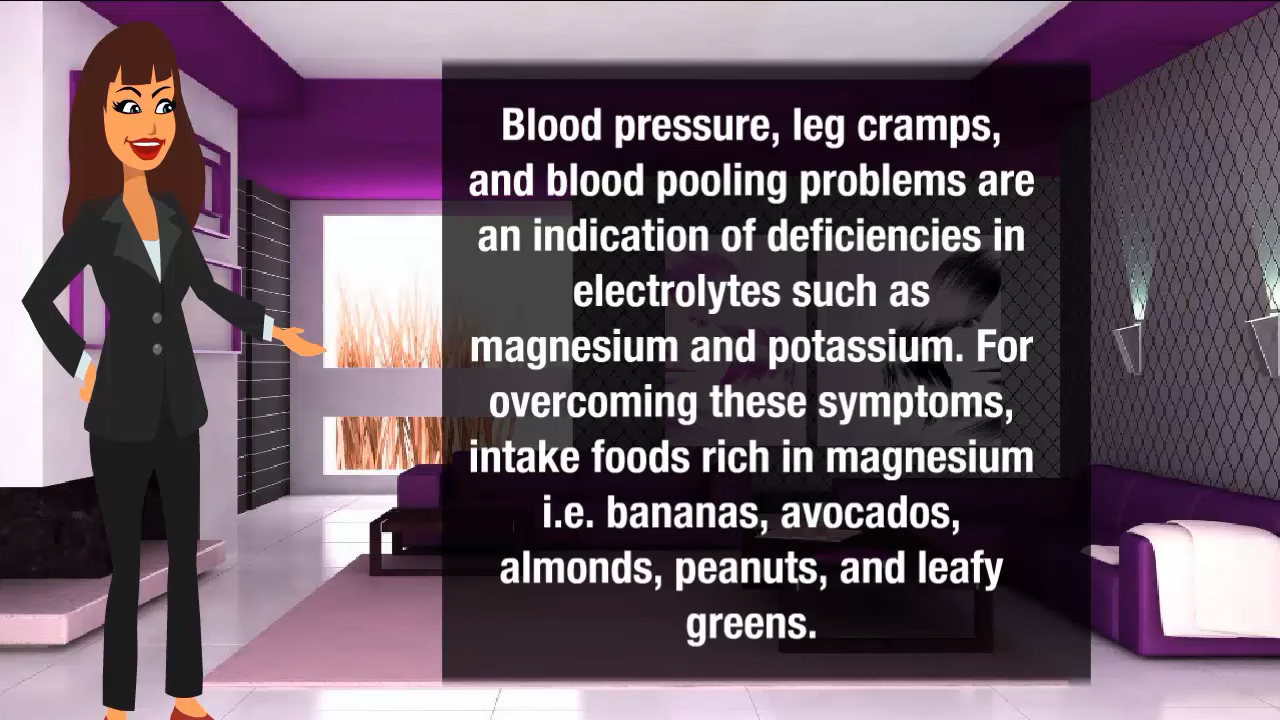 Blood pressure, leg cramps,
and blood pooling problems are
an indication of deficiencies in
electrolytes such as
magnesium and potassium. For
overcoming these symptoms,
intake foods rich in magnesium
i.e. bananas, avocados,
almonds, peanuts, and leafy
greens.